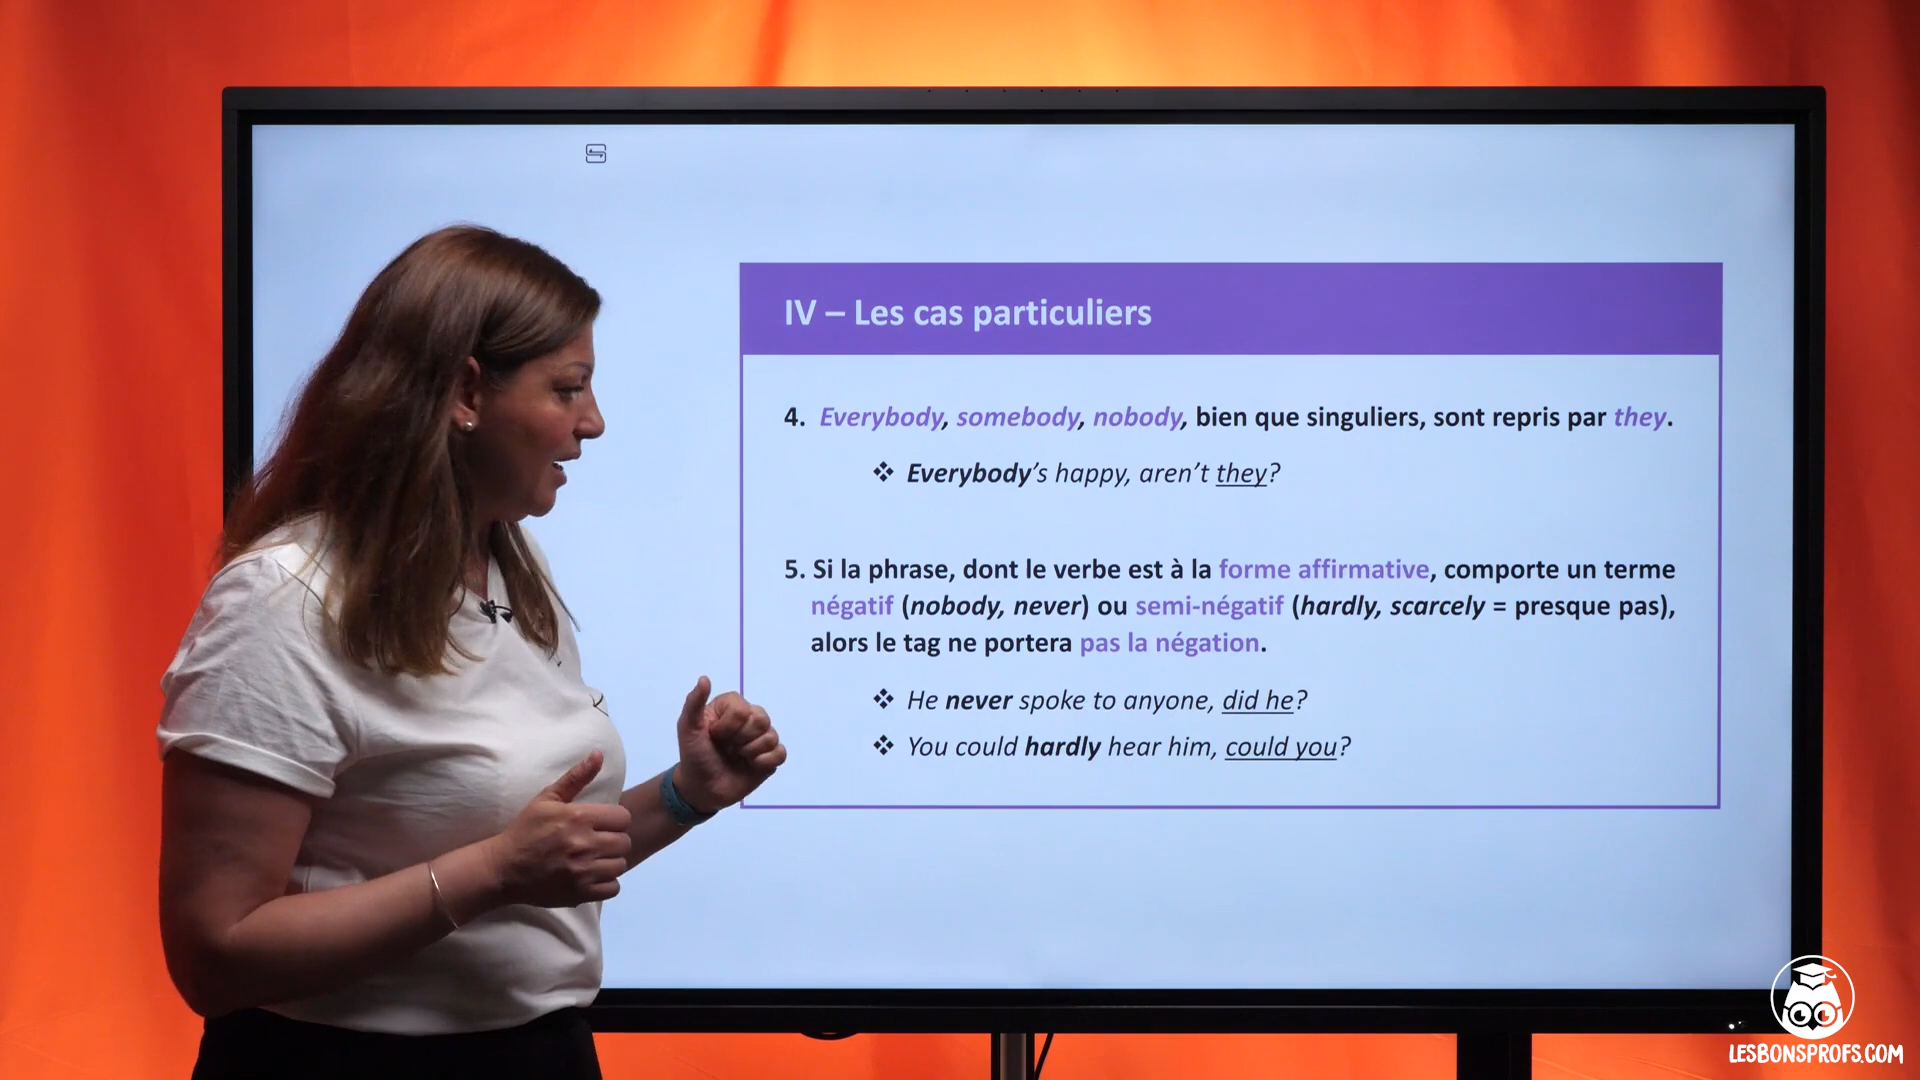 IV – Les cas particuliers
4. Everybody, somebody, nobody, bien que singuliers, sont repris par they.
❖ Everybody’s happy, aren’t they?
5. Si la phrase, dont le verbe est à la forme affirmative, comporte un terme
négatif (nobody, never) ou semi-négatif (hardly, scarcely = presque pas),
alors le tag ne portera pas la négation.
❖ He never spoke to anyone, did he?
❖ You could hardly hear him, could you?
LESBONSPROFS.COM